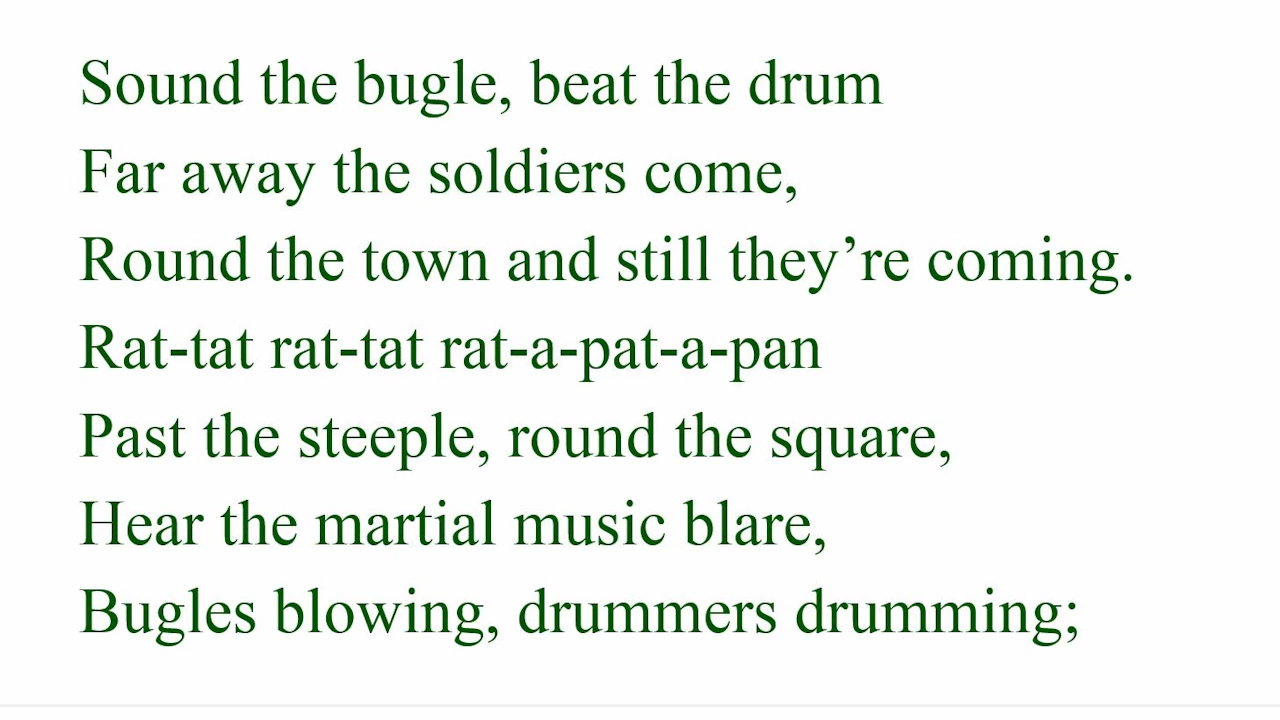 Sound the bugle, beat the drum
Far away the soldiers come,
Round the town and still they’re coming.
Rat-tat rat-tat rat-a-pat-a-pan
Past the steeple, round the square,
Hear the martial music blare,
Bugles blowing, drummers drumming;